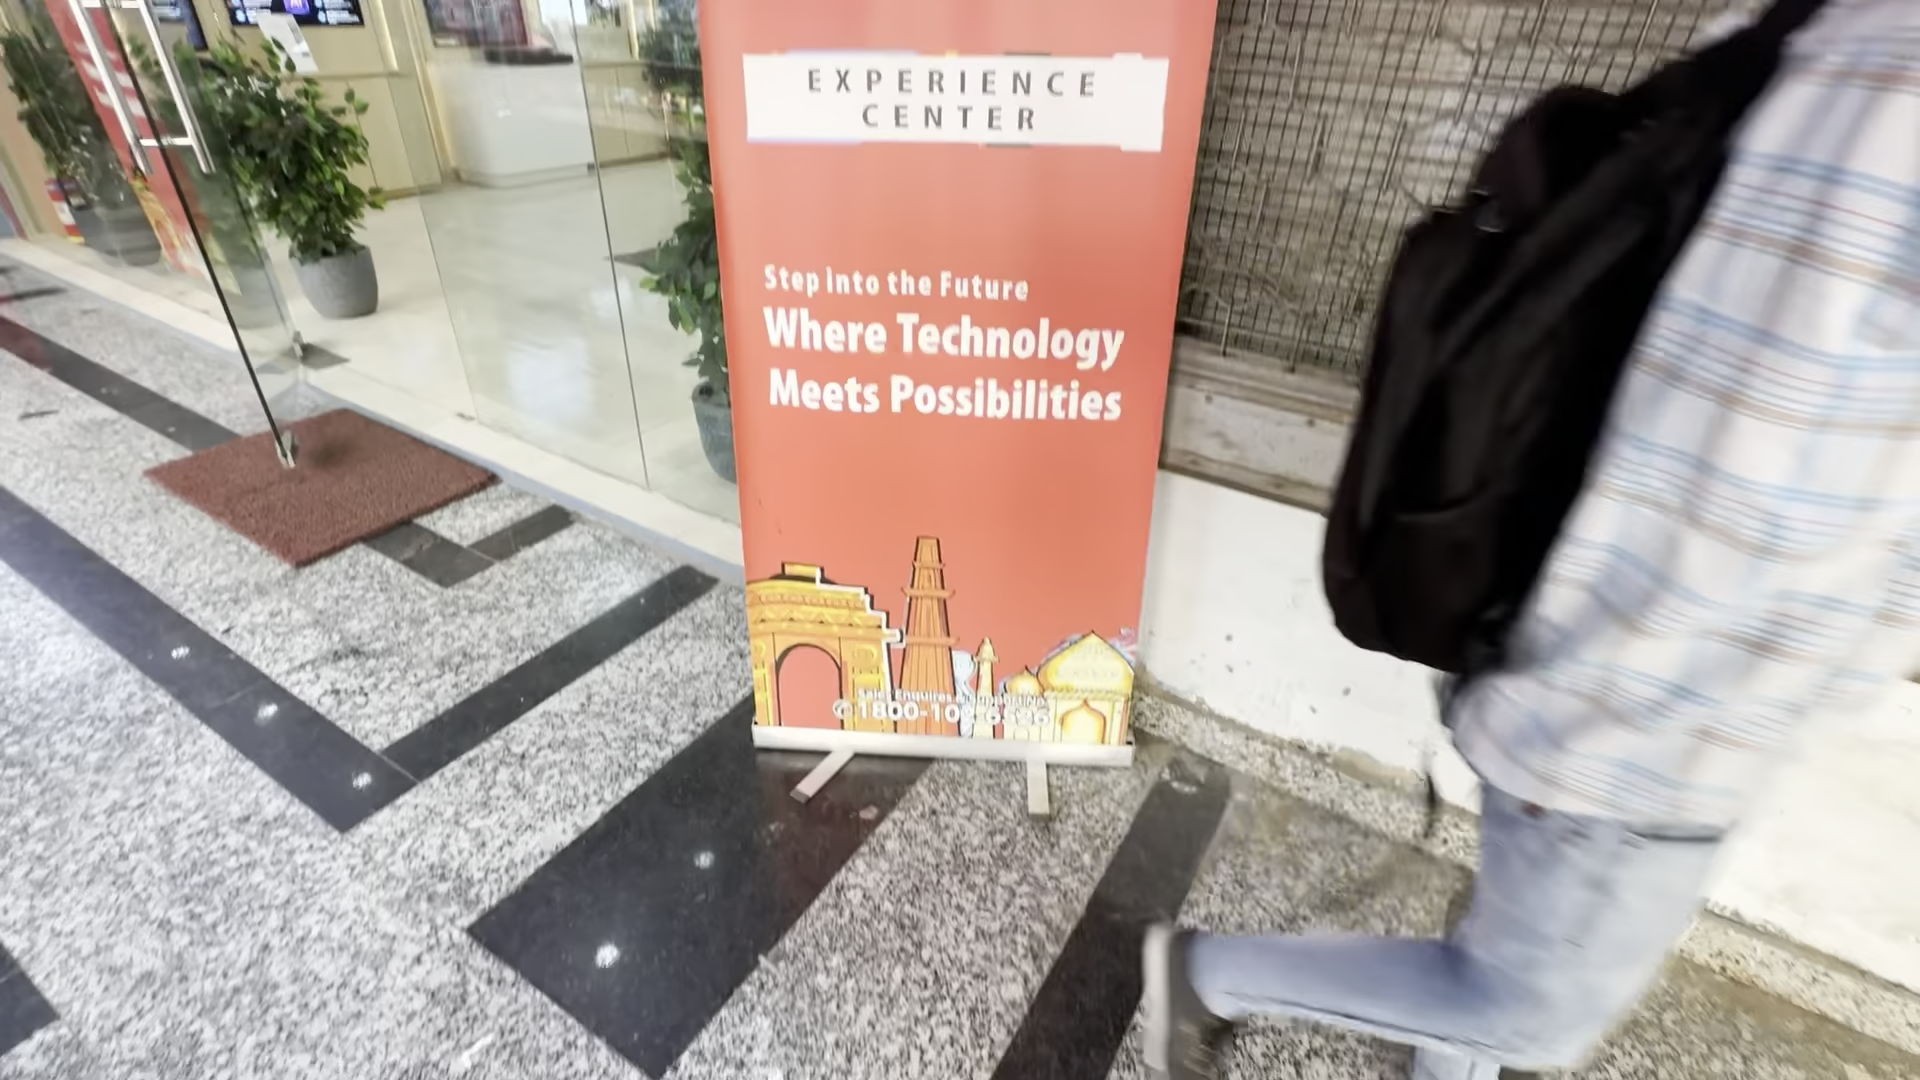 EXPERIENCE
CENTER
Step into the Future
Where Technology
Meets Possibilities